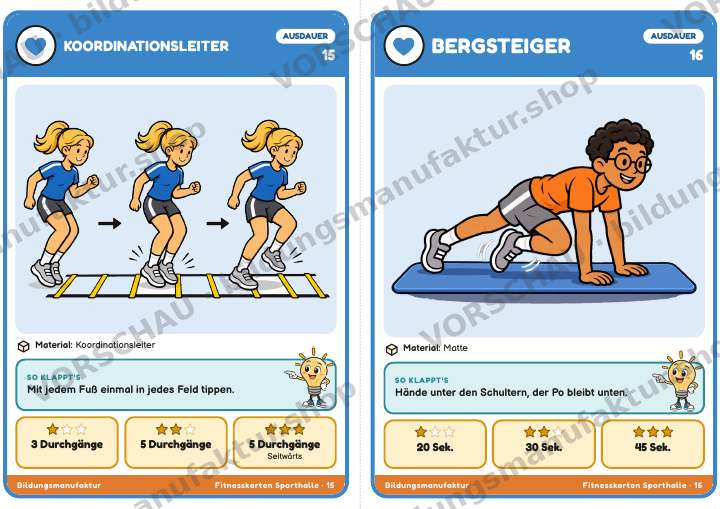 KOORDINATIONSLEITER
AUSDAUER
15
Material: Koordinationsleiter
SO KLAPPT'S
Mit jedem Fuß einmal in jedes Feld tippen.
3 Durchgänge
5 Durchgänge
5 Durchgänge
Seitwärts
Bildungsmanufaktur
Fitnesskarten Sporthalle · 15
BERGSTEIGER
AUSDAUER
16
Material: Matte
SO KLAPPT'S
Hände unter den Schultern, der Po bleibt unten.
20 Sek.
30 Sek.
45 Sek.
Bildungsmanufaktur
Fitnesskarten Sporthalle · 16
VORSCHAU · bildungsmanufaktur.shop